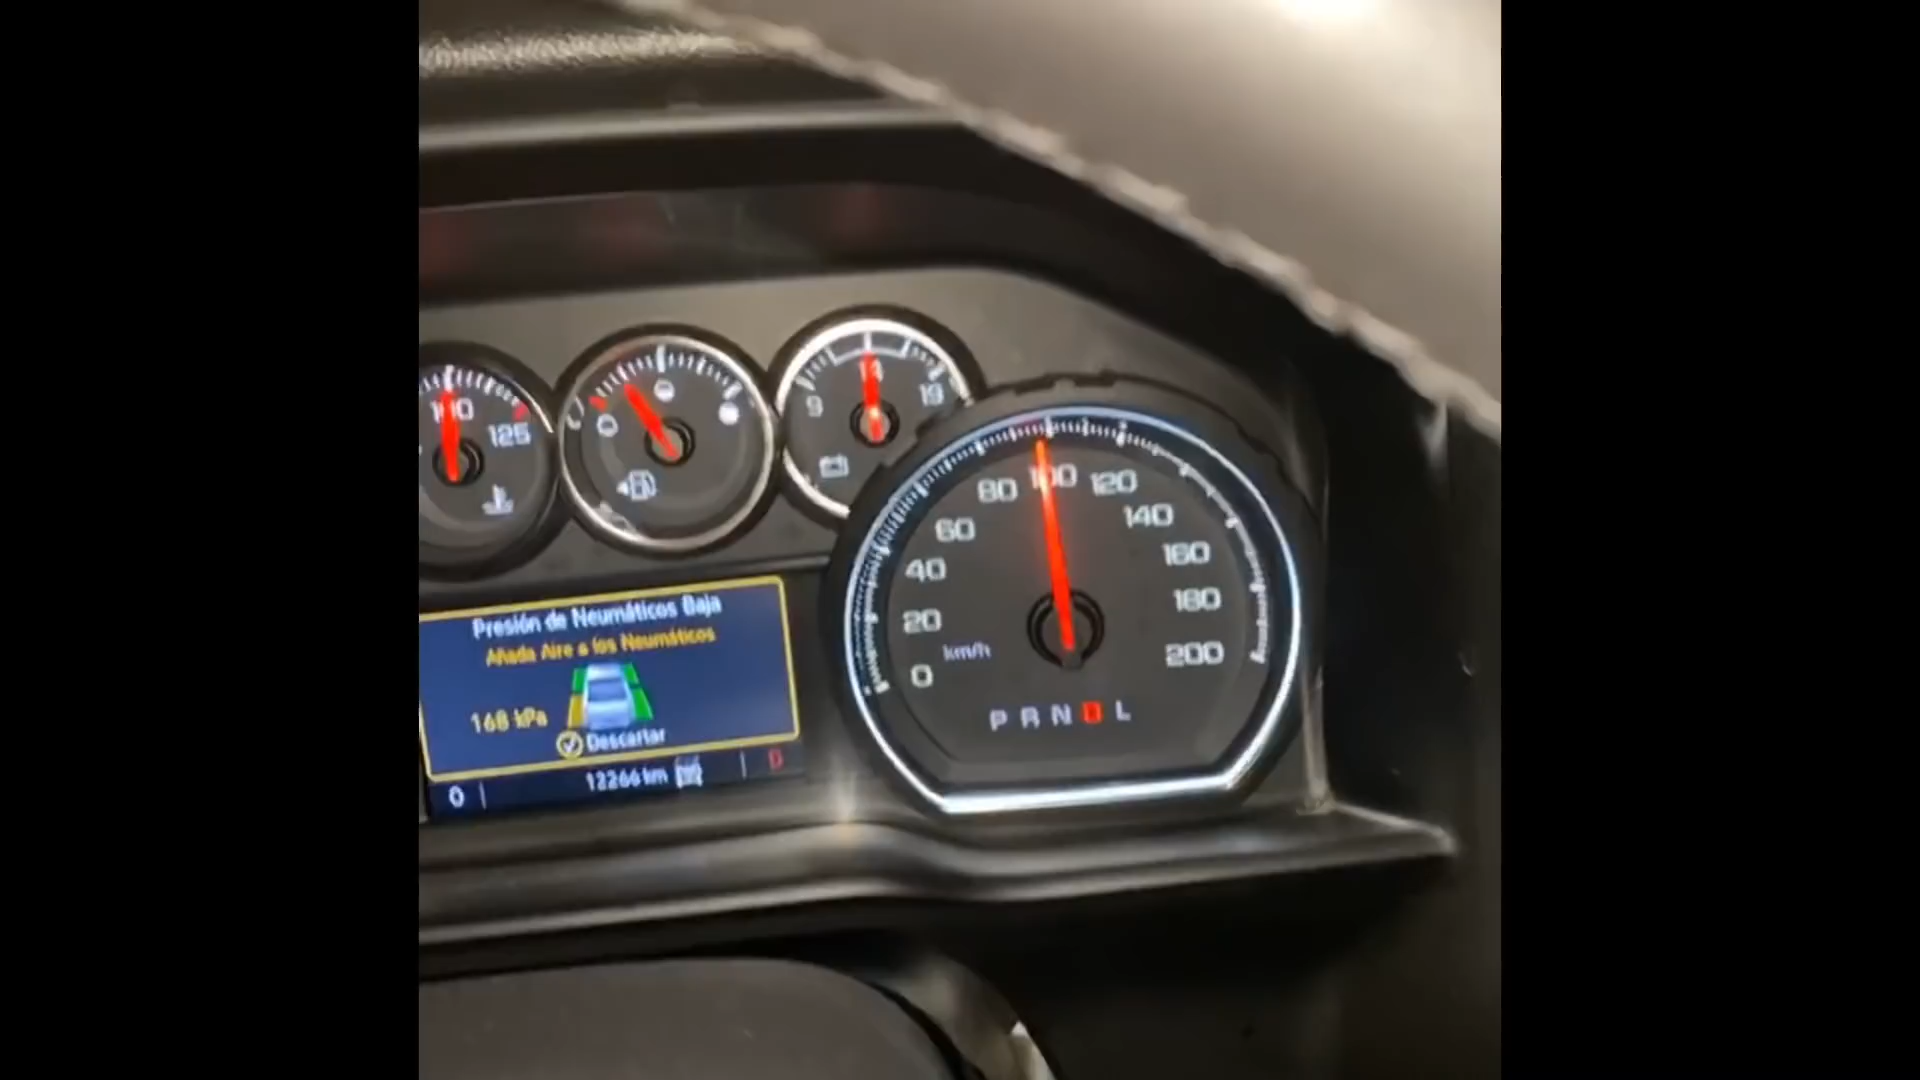 100
125
9
14
19
0
20
40
60
80
100
120
140
160
180
200
km/h
P R N D L
Presión de Neumáticos Baja
Añada Aire a los Neumáticos
168 kPa
Descartar
0
12266 km
D